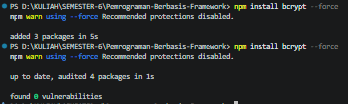 PS D:\KULIAH\SEMESTER-6\Pemrograman-Berbasis-Framework> npm install bcrypt --force
npm warn using --force Recommended protections disabled.
added 3 packages in 5s
PS D:\KULIAH\SEMESTER-6\Pemrograman-Berbasis-Framework> npm install bcrypt --force
npm warn using --force Recommended protections disabled.
up to date, audited 4 packages in 1s
found 0 vulnerabilities